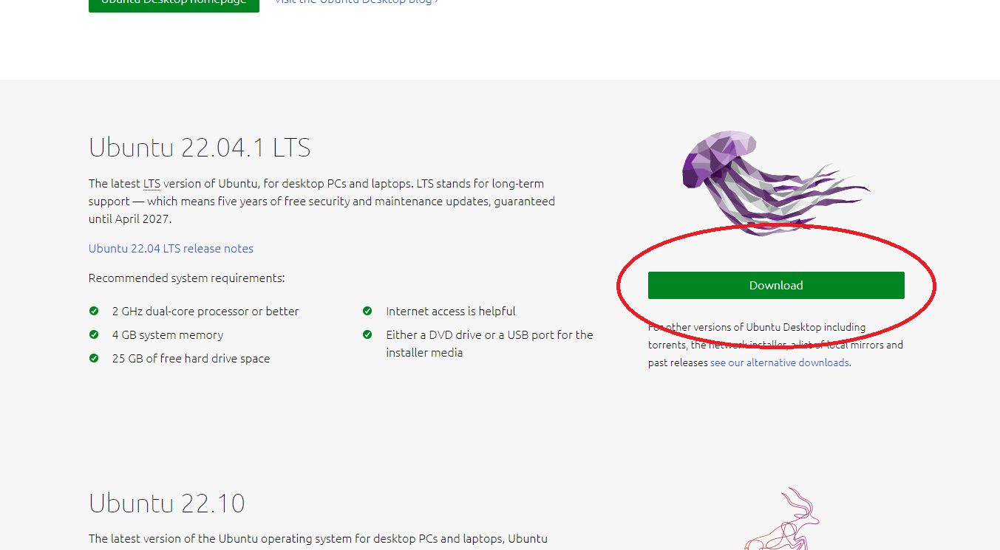 Ubuntu Desktop homepage
Visit the Ubuntu Desktop blog ›
Ubuntu 22.04.1 LTS
The latest LTS version of Ubuntu, for desktop PCs and laptops. LTS stands for long-term
support — which means five years of free security and maintenance updates, guaranteed
until April 2027.
Ubuntu 22.04 LTS release notes
Recommended system requirements:
2 GHz dual-core processor or better
4 GB system memory
25 GB of free hard drive space
Internet access is helpful
Either a DVD drive or a USB port for the
installer media
Download
For other versions of Ubuntu Desktop including
torrents, the network installer, a list of local mirrors and
past releases see our alternative downloads.
Ubuntu 22.10
The latest version of the Ubuntu operating system for desktop PCs and laptops, Ubuntu